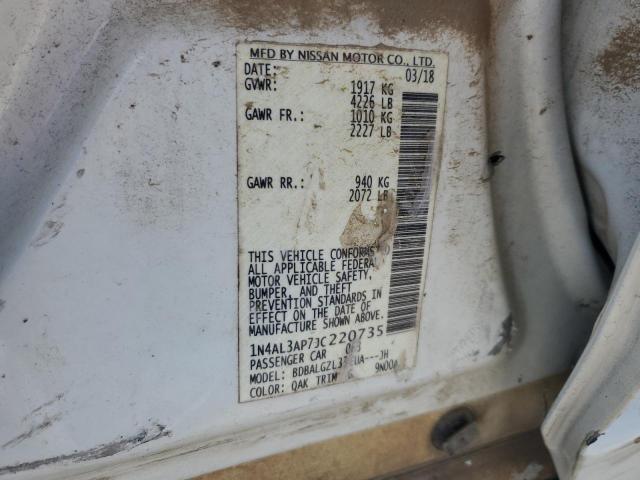 MFD BY NISSAN MOTOR CO., LTD.
DATE: 03/18
GVWR: 1917 KG
4226 LB
GAWR FR.: 1010 KG
2227 LB
GAWR RR.: 940 KG
2072 LB
THIS VEHICLE CONFORMS
ALL APPLICABLE FEDERA
MOTOR VEHICLE SAFETY,
BUMPER, AND THEFT
PREVENTION STANDARDS IN
EFFECT ON THE DATE OF
MANUFACTURE SHOWN ABOVE.
1N4AL3AP7JC220735
PASSENGER CAR
MODEL:
COLOR: QAK TRIM